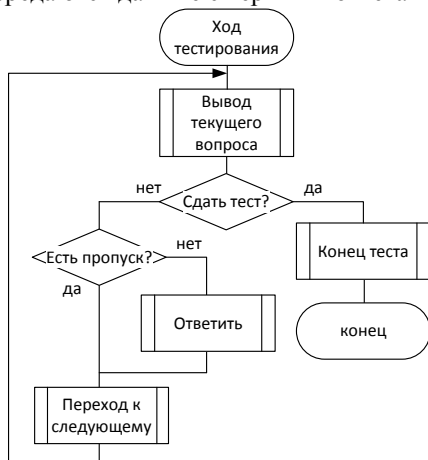 Ход
тестирования
Вывод
текущего
вопроса
нет
да
Сдать тест?
Есть пропуск?
нет
да
Конец теста
Ответить
конец
Переход к
следующему